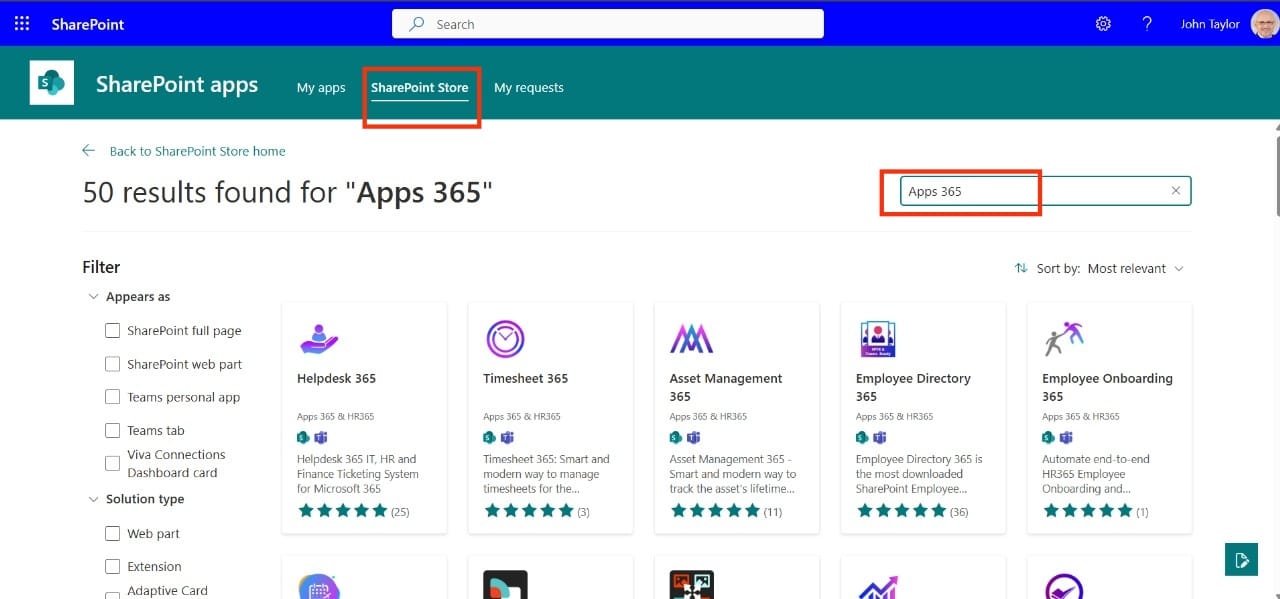 SharePoint
Search
John Taylor
SharePoint apps
My apps
SharePoint Store
My requests
Back to SharePoint Store home
50 results found for "Apps 365"
Apps 365
Filter
Sort by: Most relevant
Appears as
SharePoint full page
SharePoint web part
Teams personal app
Teams tab
Viva Connections
Dashboard card
Solution type
Web part
Extension
Adaptive Card
Helpdesk 365
Apps 365 & HR365
Helpdesk 365 IT, HR and
Finance Ticketing System
for Microsoft 365
(25)
Timesheet 365
Apps 365 & HR365
Timesheet 365: Smart and
modern way to manage
timesheets for the...
(3)
Asset Management
365
Apps 365 & HR365
Asset Management 365 -
Smart and modern way to
track the asset's lifetime...
(11)
Employee Directory
365
Apps 365 & HR365
Employee Directory 365 is
the most downloaded
SharePoint Employee...
(36)
Employee Onboarding
365
Apps 365 & HR365
Automate end-to-end
HR365 Employee
Onboarding and...
(1)